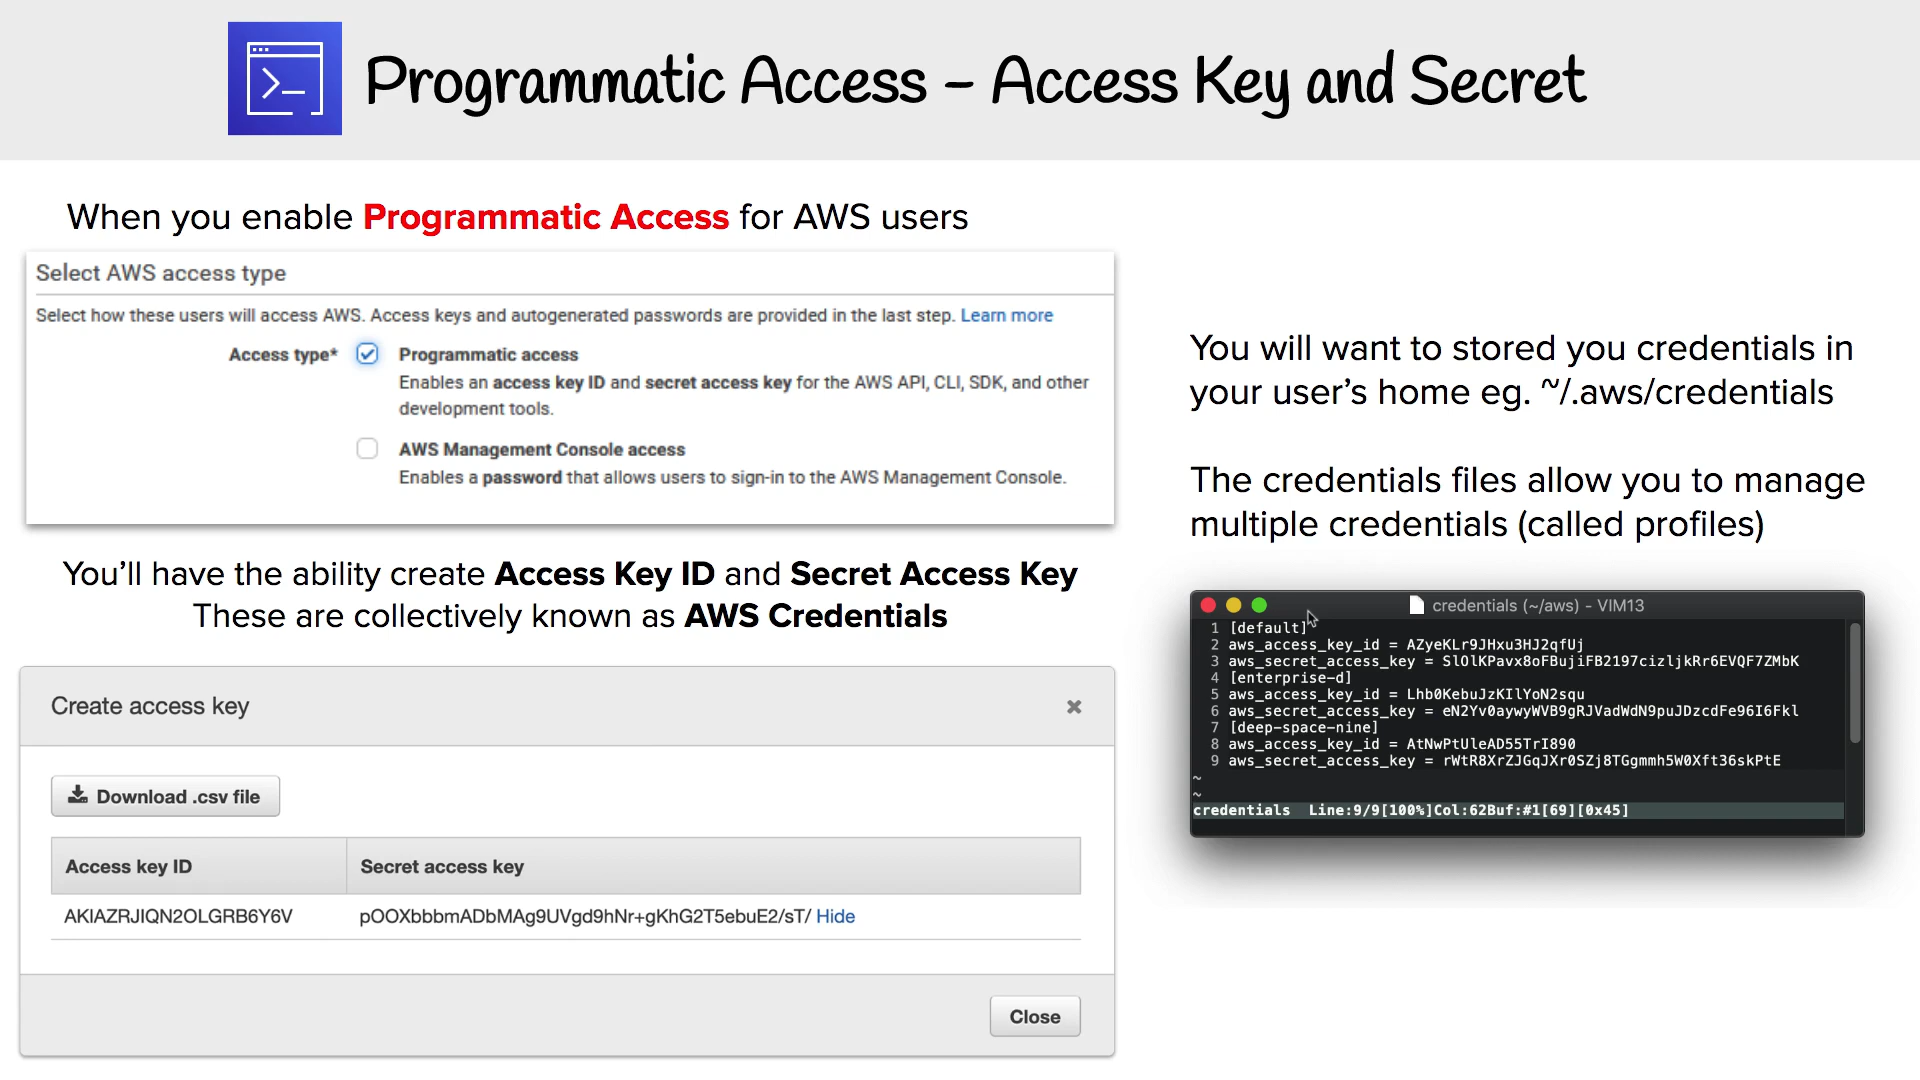 Programmatic Access – Access Key and Secret
When you enable Programmatic Access for AWS users
Select AWS access type
Select how these users will access AWS. Access keys and autogenerated passwords are provided in the last step. Learn more
Access type* Programmatic access
Enables an access key ID and secret access key for the AWS API, CLI, SDK, and other
development tools.
AWS Management Console access
Enables a password that allows users to sign-in to the AWS Management Console.
You'll have the ability create Access Key ID and Secret Access Key
These are collectively known as AWS Credentials
Create access key
Download .csv file
Access key ID Secret access key
AKIAZRJIQN2OLGRB6Y6V pOOXbbbmADbMAg9UVgd9hNr+gKhG2T5ebuE2/sT/ Hide
Close
You will want to stored you credentials in
your user's home eg. ~/.aws/credentials
The credentials files allow you to manage
multiple credentials (called profiles)
credentials (~/aws) - VIM13
1 [default]
2 aws_access_key_id = AZyeKLr9JHxu3HJ2qfUj
3 aws_secret_access_key = SlOlKPavx8oFBujiFB2197cizljkRr6EVQF7ZMbK
4 [enterprise-d]
5 aws_access_key_id = Lhb0KebuJzKIlYoN2squ
6 aws_secret_access_key = eN2Yv0aywyWVB9gRJVadWdN9puJDzcdFe96I6Fkl
7 [deep-space-nine]
8 aws_access_key_id = AtNwPtUleAD55TrI890
9 aws_secret_access_key = rWtR8XrZJGqJXr0SZj8TGgmmh5W0Xft36skPtE
~
~
credentials Line:9/9[100%]Col:62Buf:#1[69][0x45]